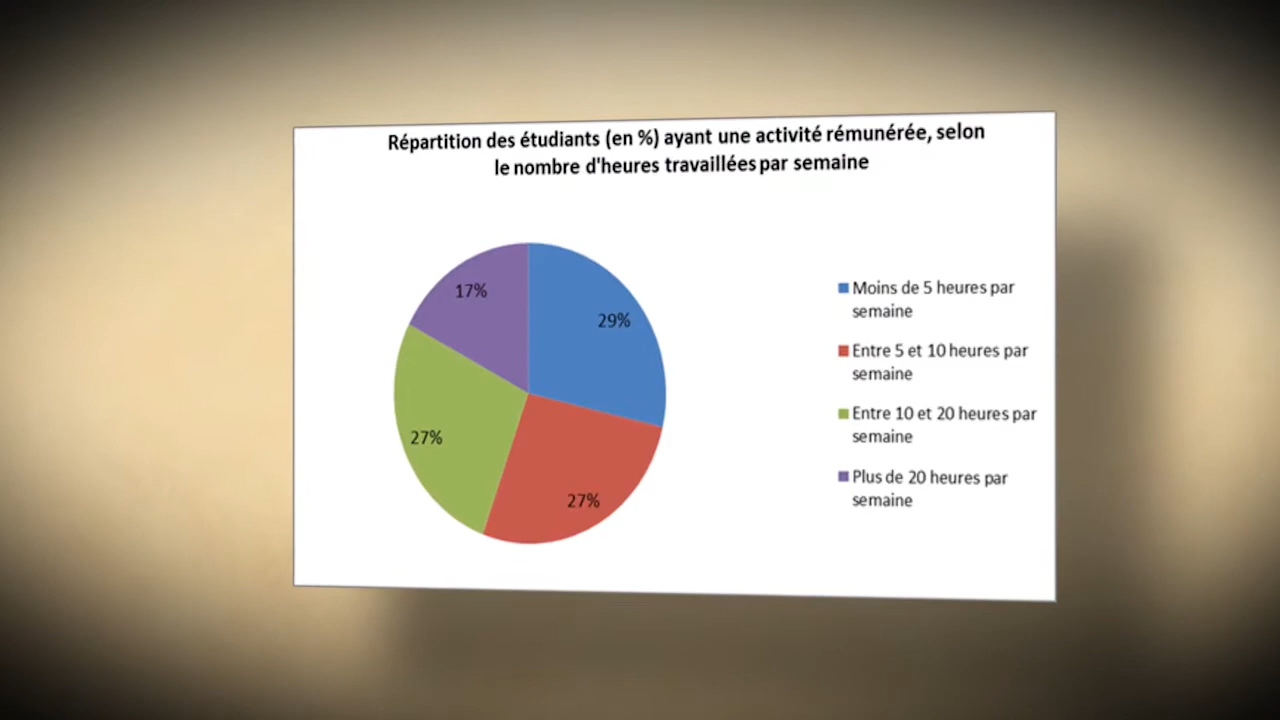 Répartition des étudiants (en %) ayant une activité rémunérée, selon
le nombre d'heures travaillées par semaine
17%
29%
27%
27%
Moins de 5 heures par
semaine
Entre 5 et 10 heures par
semaine
Entre 10 et 20 heures par
semaine
Plus de 20 heures par
semaine